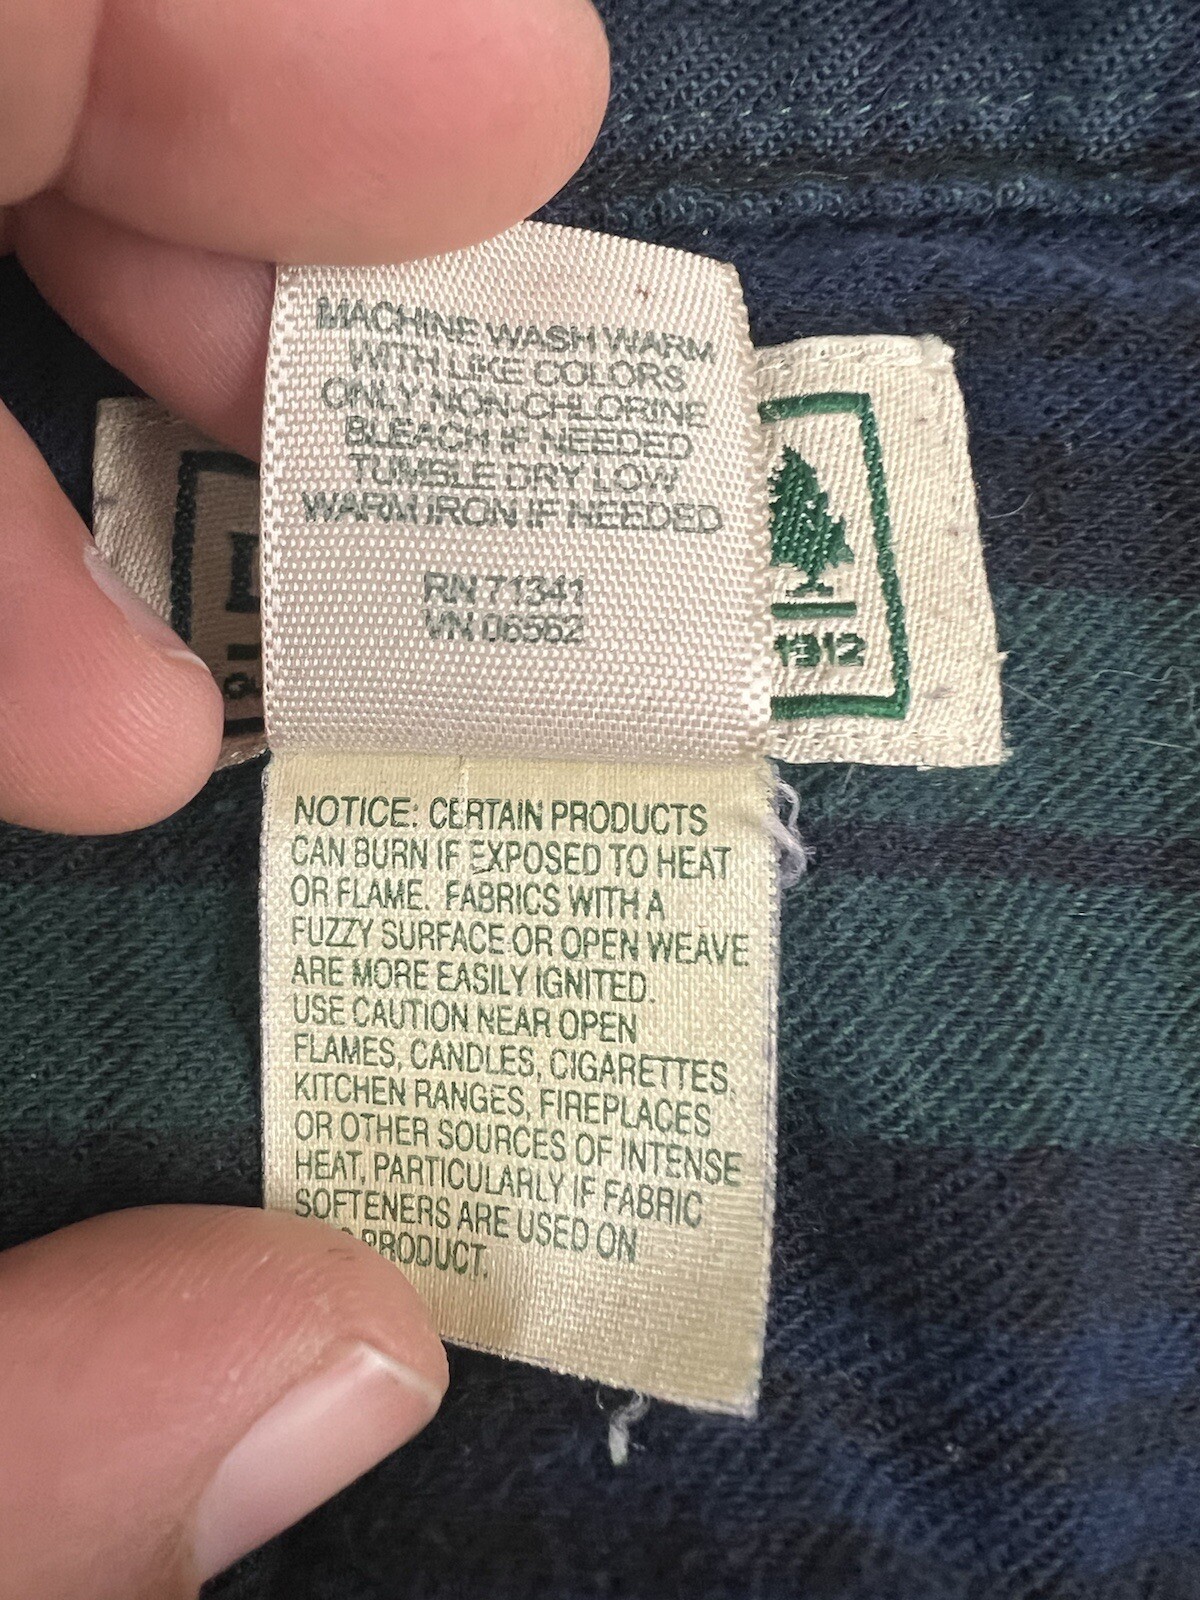 MACHINE WASH WARM
WITH LIKE COLORS
ONLY NON-CHLORINE
BLEACH IF NEEDED
TUMBLE DRY LOW
WARM IRON IF NEEDED
RN 71341
VN 06562
1912
NOTICE: CERTAIN PRODUCTS
CAN BURN IF EXPOSED TO HEAT
OR FLAME. FABRICS WITH A
FUZZY SURFACE OR OPEN WEAVE
ARE MORE EASILY IGNITED.
USE CAUTION NEAR OPEN
FLAMES, CANDLES, CIGARETTES,
KITCHEN RANGES, FIREPLACES
OR OTHER SOURCES OF INTENSE
HEAT, PARTICULARLY IF FABRIC
SOFTENERS ARE USED ON
PRODUCT.